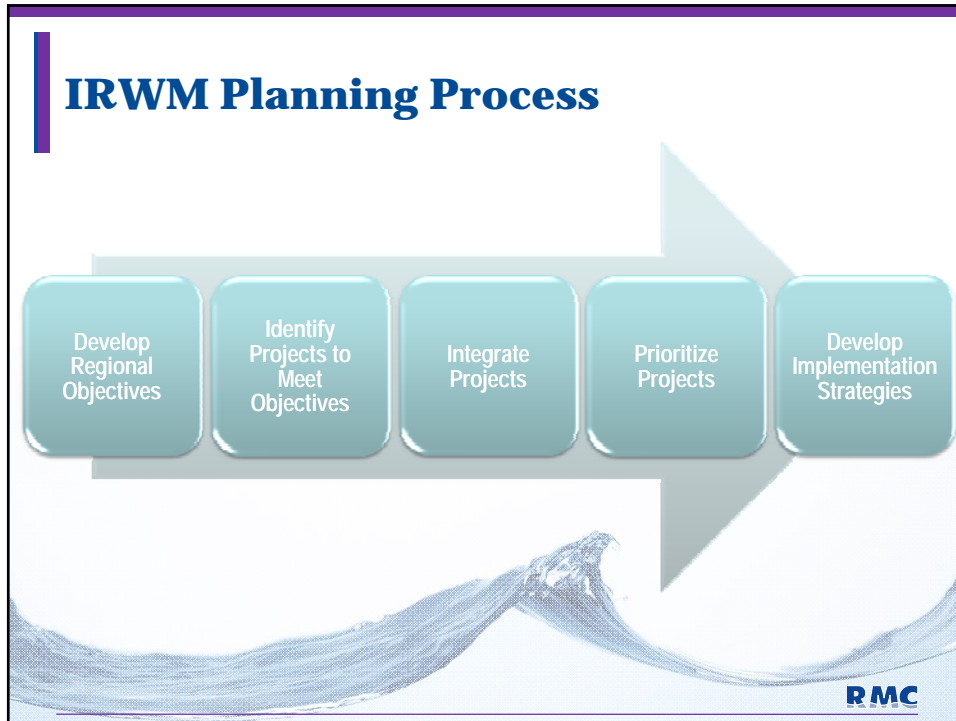 IRWM Planning Process
Develop
Regional
Objectives
Identify
Projects to
Meet
Objectives
Integrate
Projects
Prioritize
Projects
Develop
Implementation
Strategies
RMC